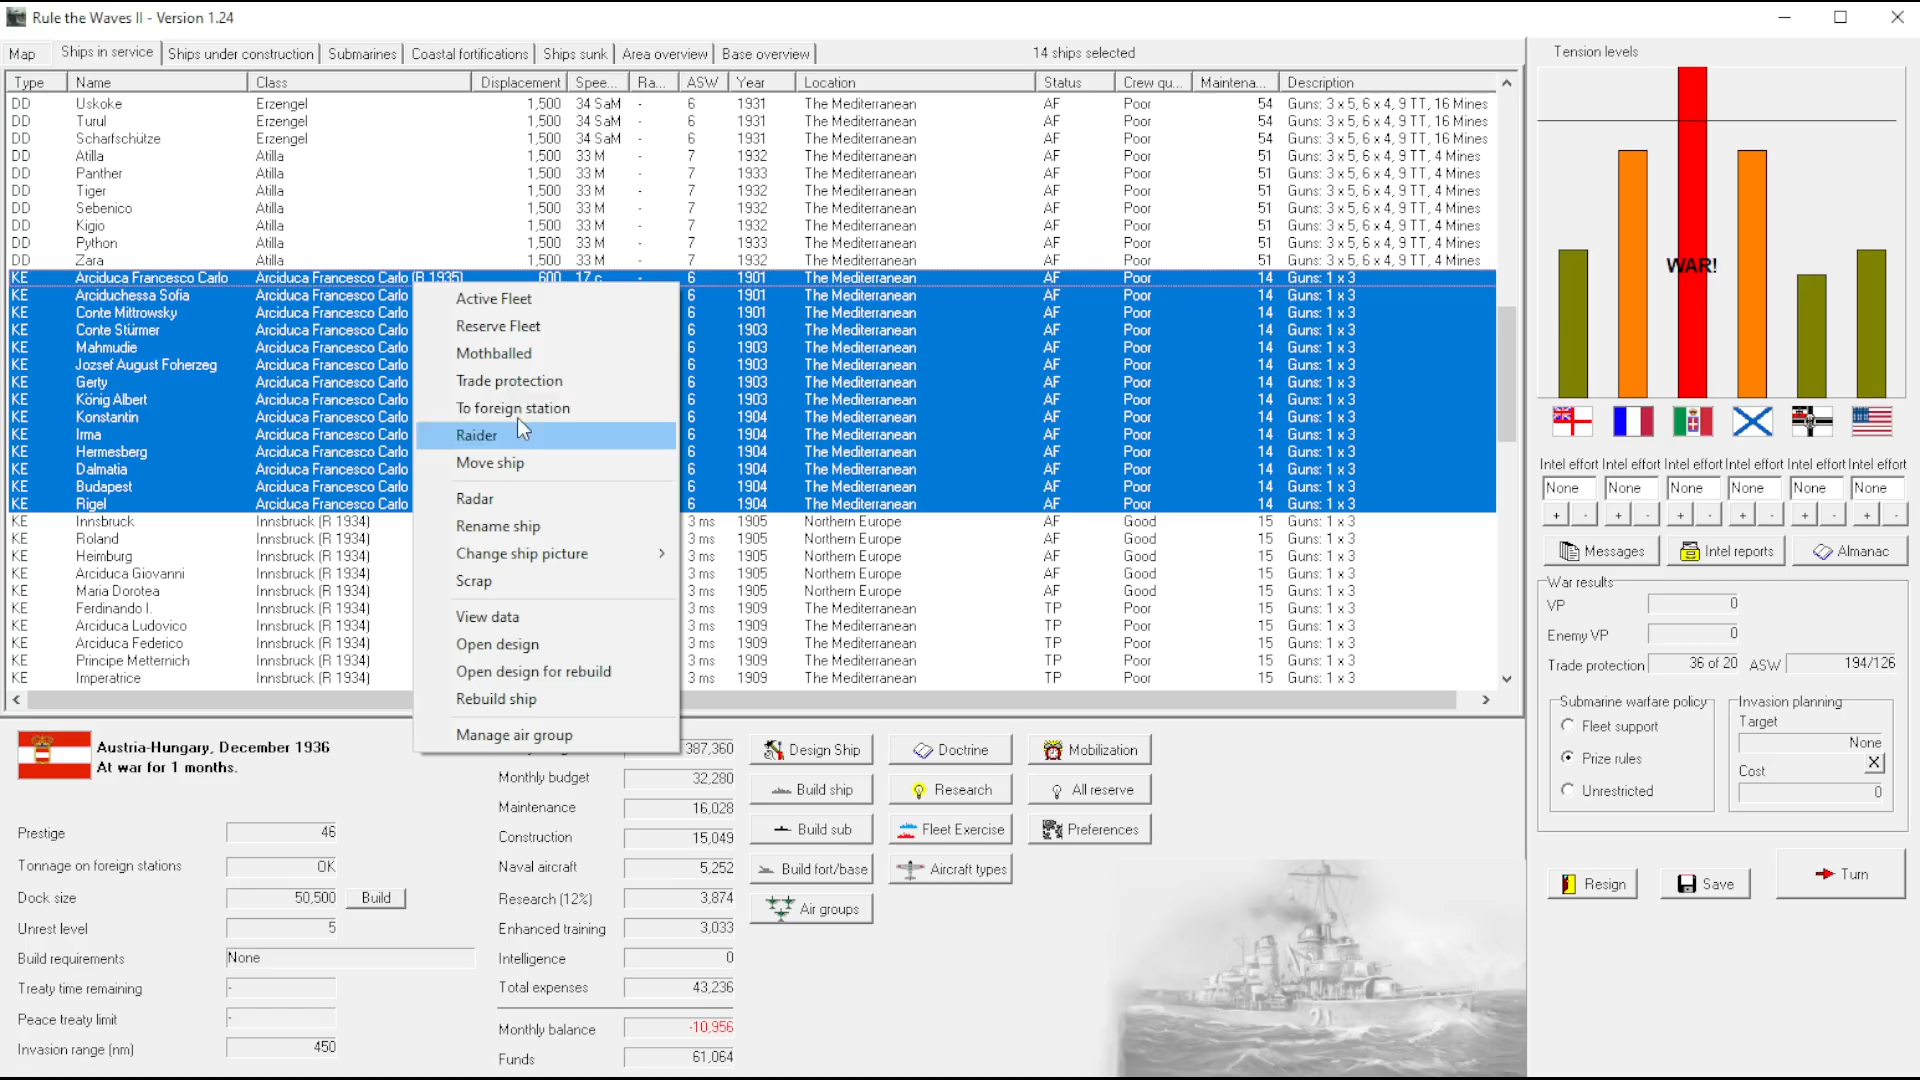 Rule the Waves II - Version 1.24
Map Ships in service Ships under construction Submarines Coastal fortifications Ships sunk Area overview Base overview 14 ships selected
Type Name Class Displacement Spee... Ra... ASW Year Location Status Crew qu... Maintena... Description
DD Uskoke Erzengel 1,500 34 SaM - 6 1931 The Mediterranean AF Poor 54 Guns: 3 x 5, 6 x 4, 9 TT, 16 Mines
DD Turul Erzengel 1,500 34 SaM - 6 1931 The Mediterranean AF Poor 54 Guns: 3 x 5, 6 x 4, 9 TT, 16 Mines
DD Scharfschütze Erzengel 1,500 34 SaM - 6 1931 The Mediterranean AF Poor 54 Guns: 3 x 5, 6 x 4, 9 TT, 16 Mines
DD Atilla Atilla 1,500 33 M - 7 1932 The Mediterranean AF Poor 51 Guns: 3 x 5, 6 x 4, 9 TT, 4 Mines
DD Panther Atilla 1,500 33 M - 7 1933 The Mediterranean AF Poor 51 Guns: 3 x 5, 6 x 4, 9 TT, 4 Mines
DD Tiger Atilla 1,500 33 M - 7 1932 The Mediterranean AF Poor 51 Guns: 3 x 5, 6 x 4, 9 TT, 4 Mines
DD Sebenico Atilla 1,500 33 M - 7 1932 The Mediterranean AF Poor 51 Guns: 3 x 5, 6 x 4, 9 TT, 4 Mines
DD Kigio Atilla 1,500 33 M - 7 1932 The Mediterranean AF Poor 51 Guns: 3 x 5, 6 x 4, 9 TT, 4 Mines
DD Python Atilla 1,500 33 M - 7 1933 The Mediterranean AF Poor 51 Guns: 3 x 5, 6 x 4, 9 TT, 4 Mines
DD Zara Atilla 1,500 33 M - 7 1932 The Mediterranean AF Poor 51 Guns: 3 x 5, 6 x 4, 9 TT, 4 Mines
KE Arciduca Francesco Carlo Arciduca Francesco Carlo (R 1935) 600 17 c - 6 1901 The Mediterranean AF Poor 14 Guns: 1 x 3
KE Arciduchessa Sofia Arciduca Francesco Carlo 6 1901 The Mediterranean AF Poor 14 Guns: 1 x 3
KE Conte Mittrowsky Arciduca Francesco Carlo 6 1901 The Mediterranean AF Poor 14 Guns: 1 x 3
KE Conte Stürmer Arciduca Francesco Carlo 6 1903 The Mediterranean AF Poor 14 Guns: 1 x 3
KE Mahmudie Arciduca Francesco Carlo 6 1903 The Mediterranean AF Poor 14 Guns: 1 x 3
KE Jozsef August Foherzeg Arciduca Francesco Carlo 6 1903 The Mediterranean AF Poor 14 Guns: 1 x 3
KE Gerty Arciduca Francesco Carlo 6 1903 The Mediterranean AF Poor 14 Guns: 1 x 3
KE König Albert Arciduca Francesco Carlo 6 1903 The Mediterranean AF Poor 14 Guns: 1 x 3
KE Konstantin Arciduca Francesco Carlo 6 1904 The Mediterranean AF Poor 14 Guns: 1 x 3
KE Irma Arciduca Francesco Carlo 6 1904 The Mediterranean AF Poor 14 Guns: 1 x 3
KE Hermesberg Arciduca Francesco Carlo 6 1904 The Mediterranean AF Poor 14 Guns: 1 x 3
KE Dalmatia Arciduca Francesco Carlo 6 1904 The Mediterranean AF Poor 14 Guns: 1 x 3
KE Budapest Arciduca Francesco Carlo 6 1904 The Mediterranean AF Poor 14 Guns: 1 x 3
KE Rigel Arciduca Francesco Carlo 6 1904 The Mediterranean AF Poor 14 Guns: 1 x 3
KE Innsbruck Innsbruck (R 1934) 3 ms 1905 Northern Europe AF Good 15 Guns: 1 x 3
KE Roland Innsbruck (R 1934) 3 ms 1905 Northern Europe AF Good 15 Guns: 1 x 3
KE Heimburg Innsbruck (R 1934) 3 ms 1905 Northern Europe AF Good 15 Guns: 1 x 3
KE Arciduca Giovanni Innsbruck (R 1934) 3 ms 1905 Northern Europe AF Good 15 Guns: 1 x 3
KE Maria Dorotea Innsbruck (R 1934) 3 ms 1905 Northern Europe AF Good 15 Guns: 1 x 3
KE Ferdinando I. Innsbruck (R 1934) 3 ms 1909 The Mediterranean TP Poor 15 Guns: 1 x 3
KE Arciduca Ludovico Innsbruck (R 1934) 3 ms 1909 The Mediterranean TP Poor 15 Guns: 1 x 3
KE Arciduca Federico Innsbruck (R 1934) 3 ms 1909 The Mediterranean TP Poor 15 Guns: 1 x 3
KE Principe Metternich Innsbruck (R 1934) 3 ms 1909 The Mediterranean TP Poor 15 Guns: 1 x 3
KE Imperatrice Innsbruck (R 1934) 3 ms 1909 The Mediterranean TP Poor 15 Guns: 1 x 3
Active Fleet
Reserve Fleet
Mothballed
Trade protection
To foreign station
Raider
Move ship
Radar
Rename ship
Change ship picture
Scrap
View data
Open design
Open design for rebuild
Rebuild ship
Manage air group
Tension levels
WAR!
Intel effort Intel effort Intel effort Intel effort Intel effort Intel effort
None None None None None None
+ - + - + - + - + - + -
Messages Intel reports Almanac
War results
VP 0
Enemy VP 0
Trade protection 36 of 20 ASW 194/126
Submarine warfare policy
Fleet support
Prize rules
Unrestricted
Invasion planning
Target
None
Cost X
0
Resign Save Turn
Austria-Hungary, December 1936
At war for 1 months.
Prestige 46
Tonnage on foreign stations OK
Dock size 50,500 Build
Unrest level 5
Build requirements None
Treaty time remaining -
Peace treaty limit -
Invasion range (nm) 450
387,360
Monthly budget 32,280
Maintenance 16,028
Construction 15,049
Naval aircraft 5,252
Research (12%) 3,874
Enhanced training 3,033
Intelligence 0
Total expenses 43,236
Monthly balance -10,956
Funds 61,064
Design Ship Doctrine Mobilization
Build ship Research All reserve
Build sub Fleet Exercise Preferences
Build fort/base Aircraft types
Air groups